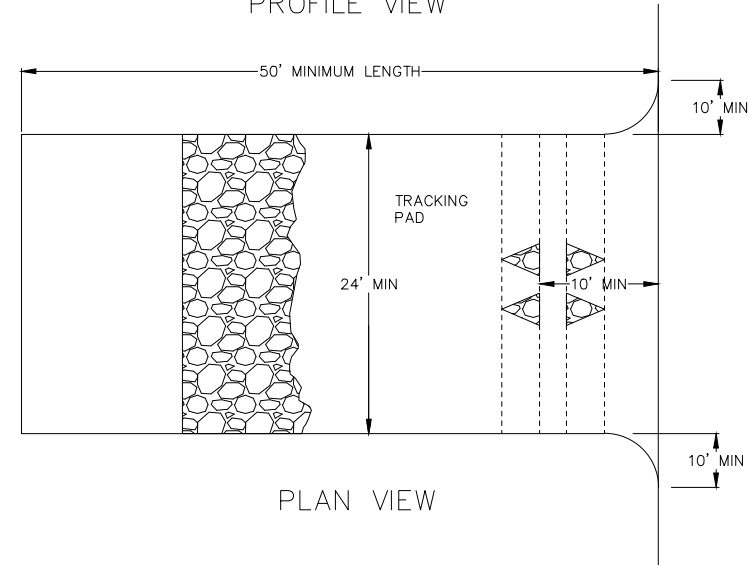 PROFILE VIEW
50' MINIMUM LENGTH
10' MIN
TRACKING
PAD
24' MIN
10' MIN
10' MIN
PLAN VIEW